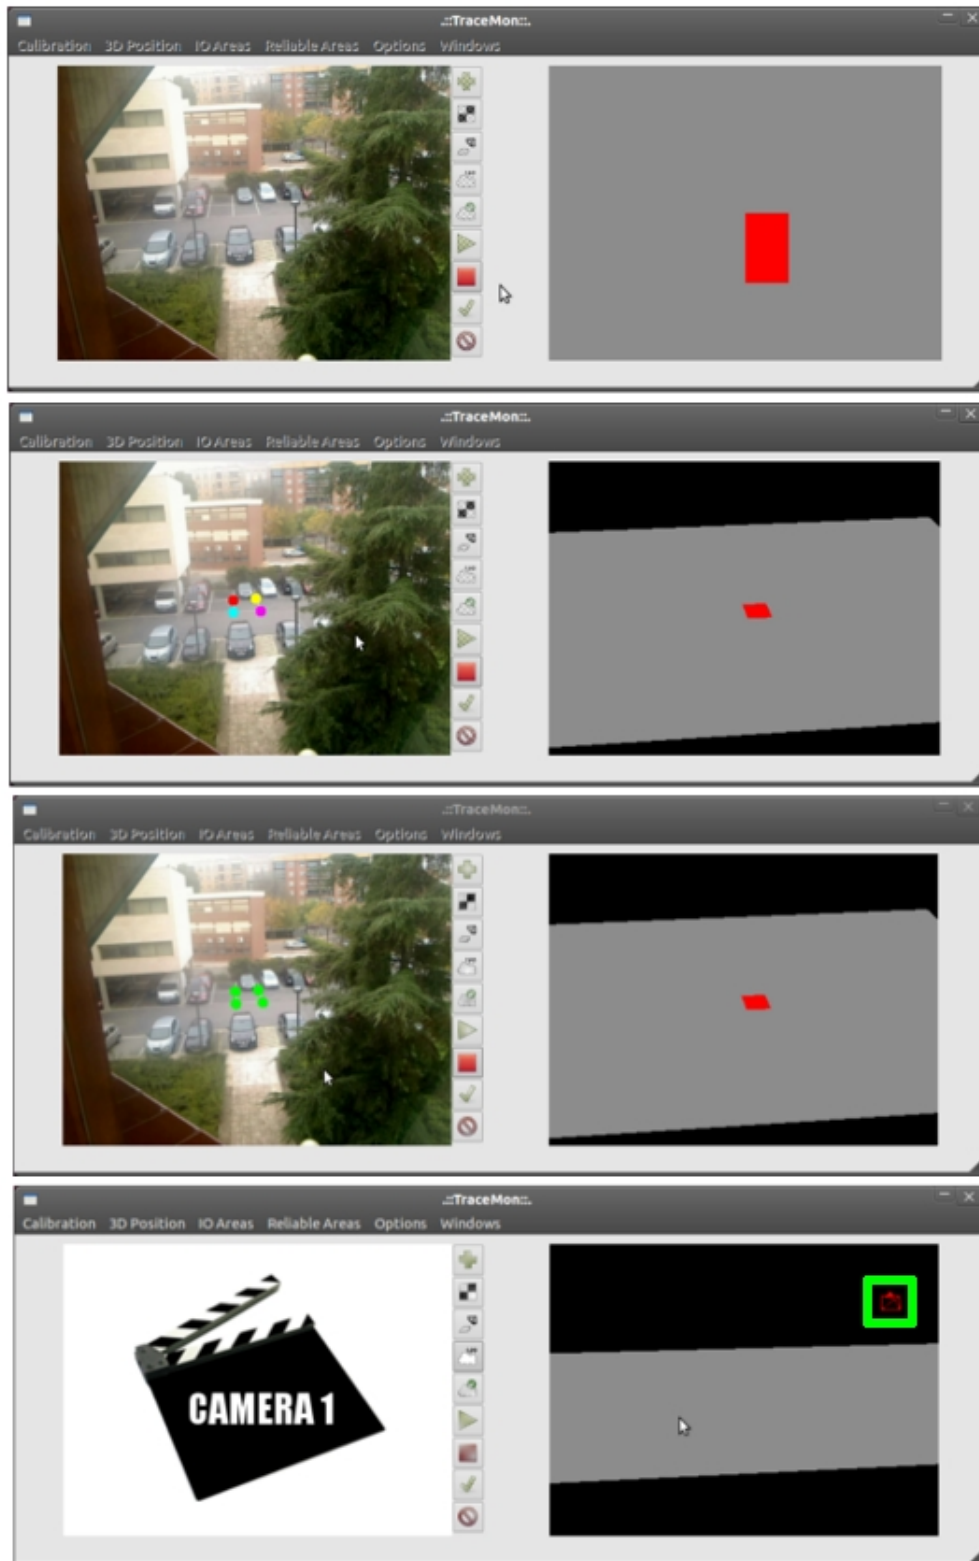 .::TraceMon::.
Calibration 3D Position IO Areas Reliable Areas Options Windows
.::TraceMon::.
Calibration 3D Position IO Areas Reliable Areas Options Windows
.::TraceMon::.
Calibration 3D Position IO Areas Reliable Areas Options Windows
.::TraceMon::.
Calibration 3D Position IO Areas Reliable Areas Options Windows
CAMERA 1